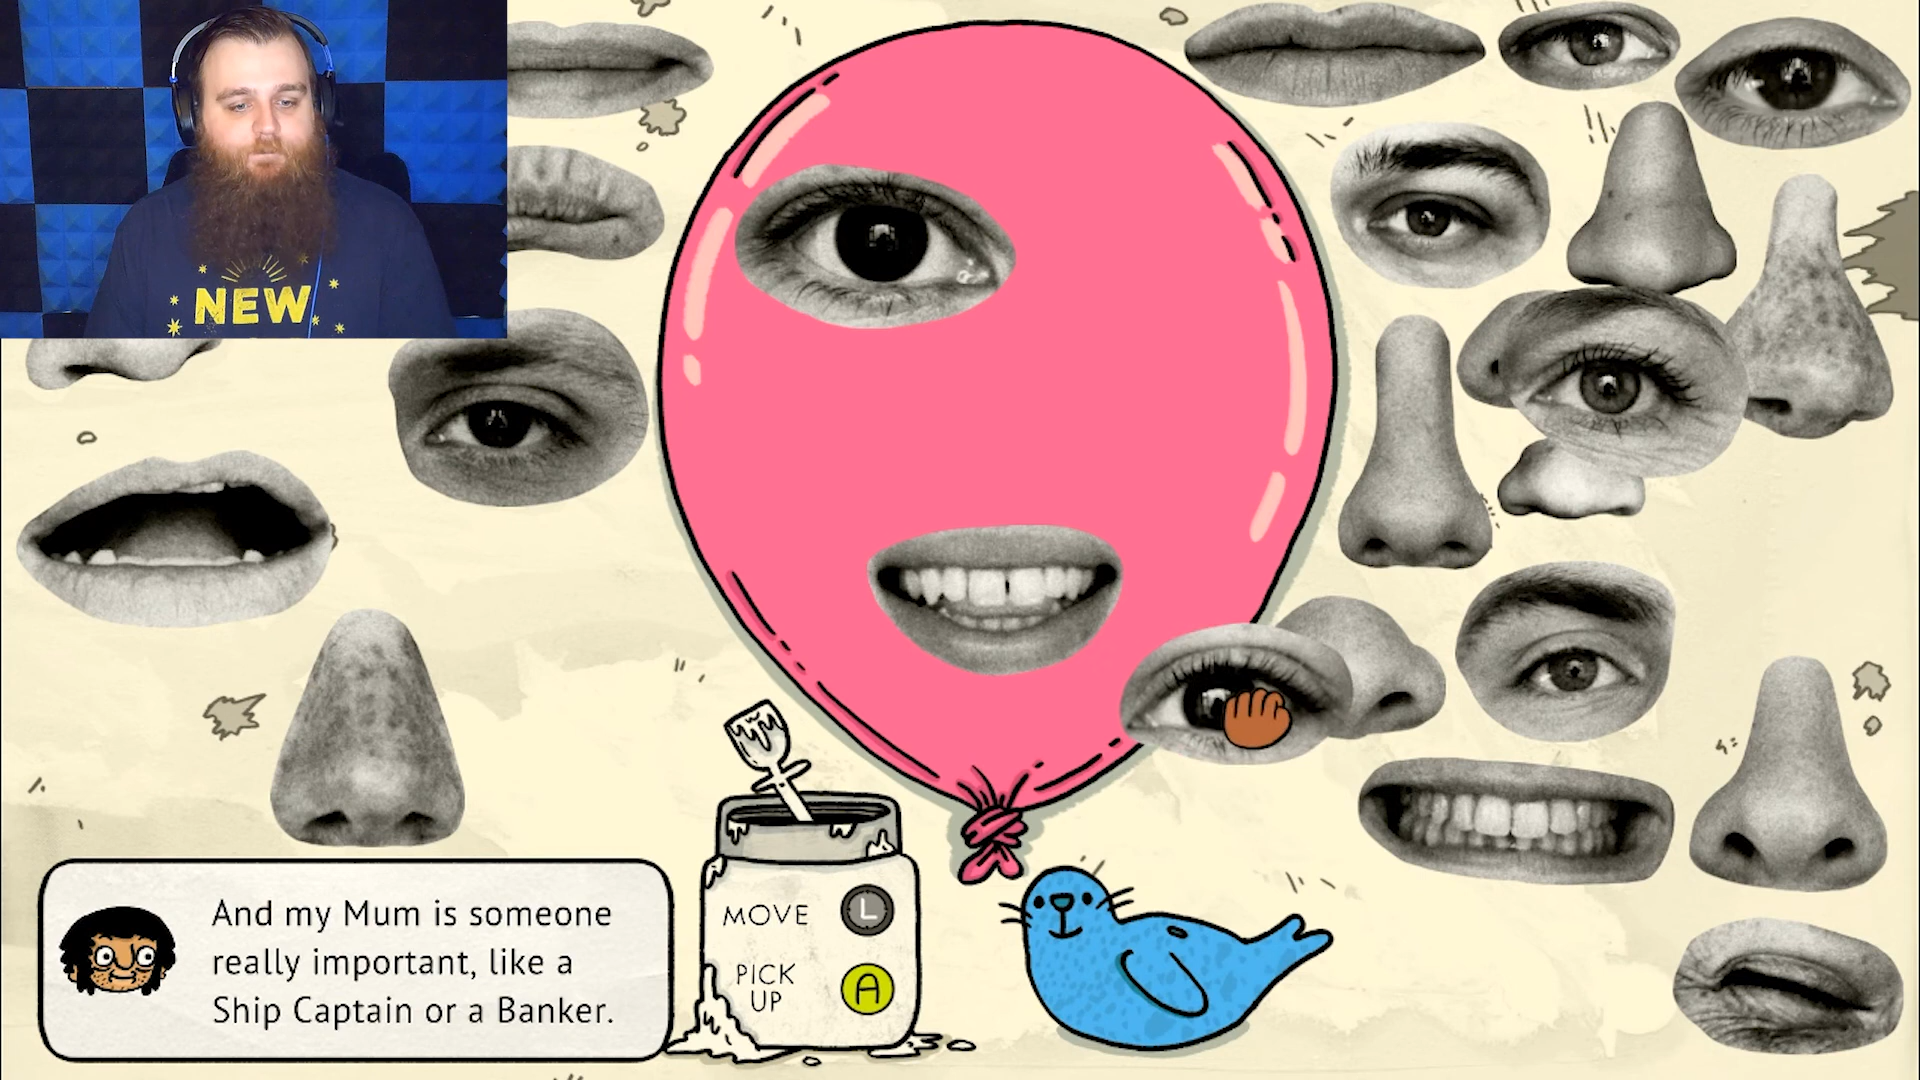 NEW
And my Mum is someone
really important, like a
Ship Captain or a Banker.
MOVE L
PICK
UP A